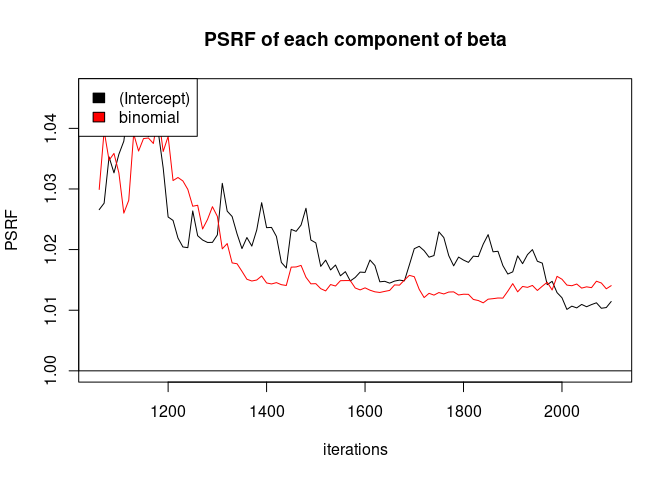 PSRF of each component of beta
(Intercept)
binomial
PSRF
1.04
1.03
1.02
1.01
1.00
1200 1400 1600 1800 2000
iterations